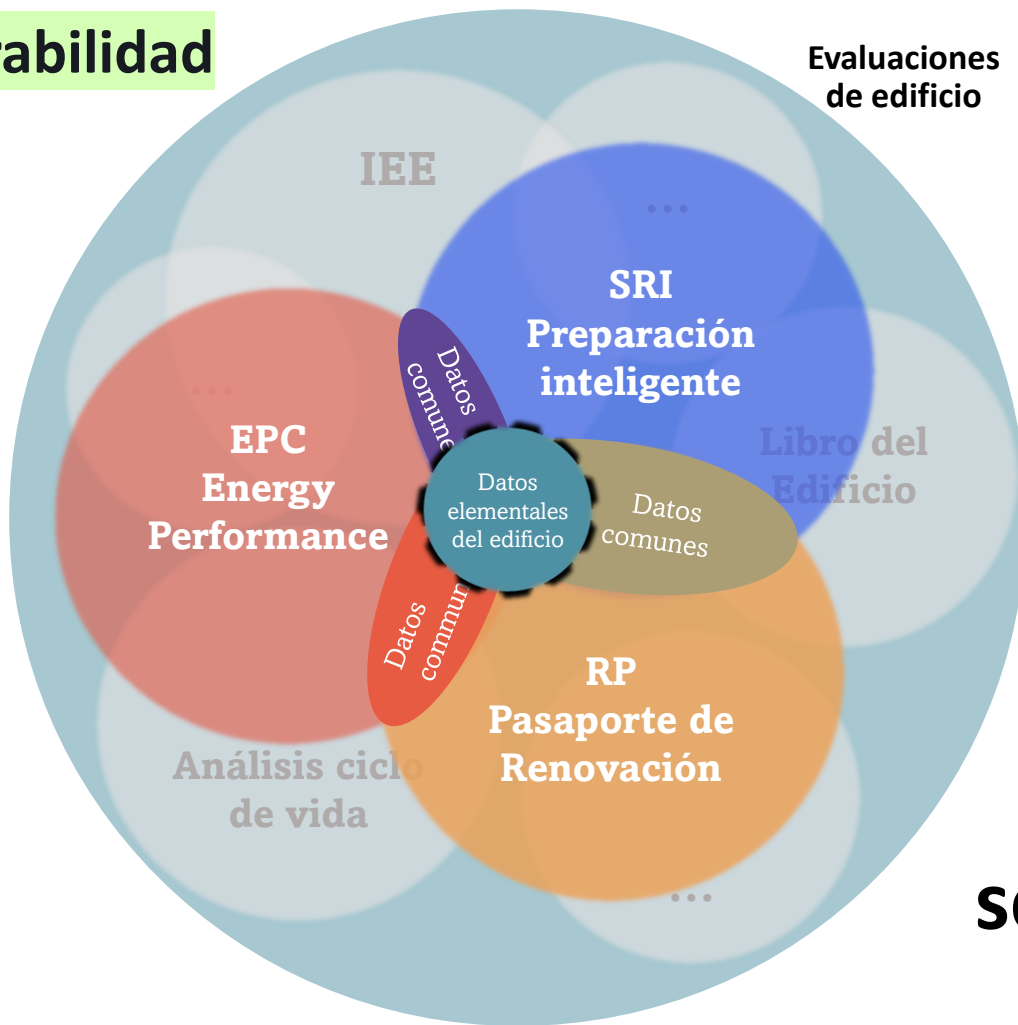 rabilidad
Evaluaciones
de edificio
IEE
...
SRI
Preparación
inteligente
...
Datos
comune
EPC
Energy
Performance
Libro del
Edificio
Datos
elementales
del edificio
Datos
comunes
Datos
commun
RP
Pasaporte de
Renovación
Análisis ciclo
de vida
...